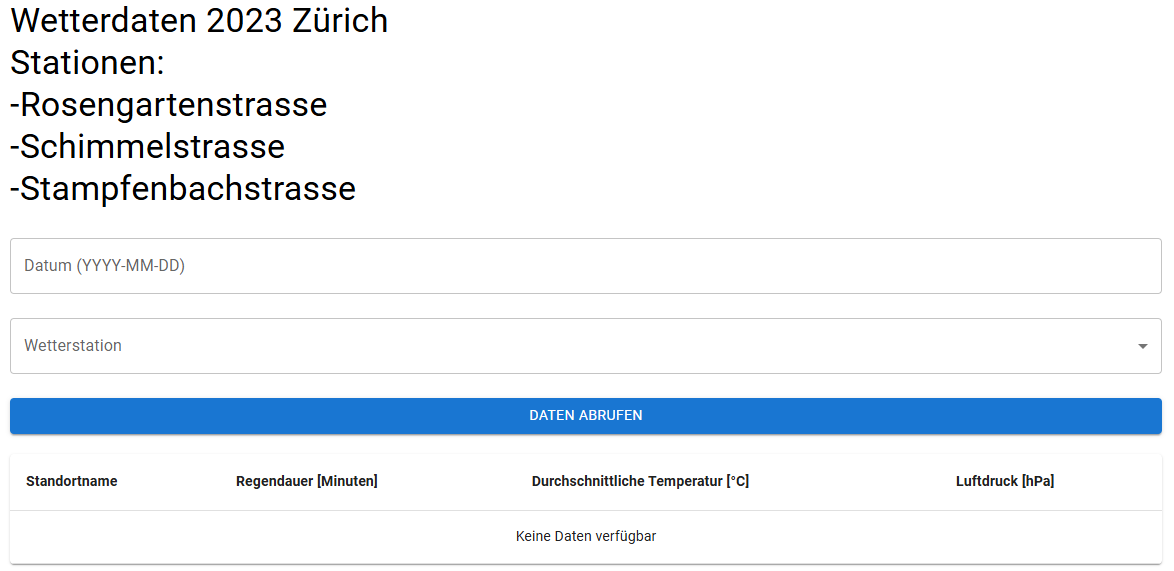 Wetterdaten 2023 Zürich
Stationen:
-Rosengartenstrasse
-Schimmelstrasse
-Stampfenbachstrasse
Datum (YYYY-MM-DD)
Wetterstation
DATEN ABRUFEN
Standortname Regendauer [Minuten] Durchschnittliche Temperatur [°C] Luftdruck [hPa]
Keine Daten verfügbar